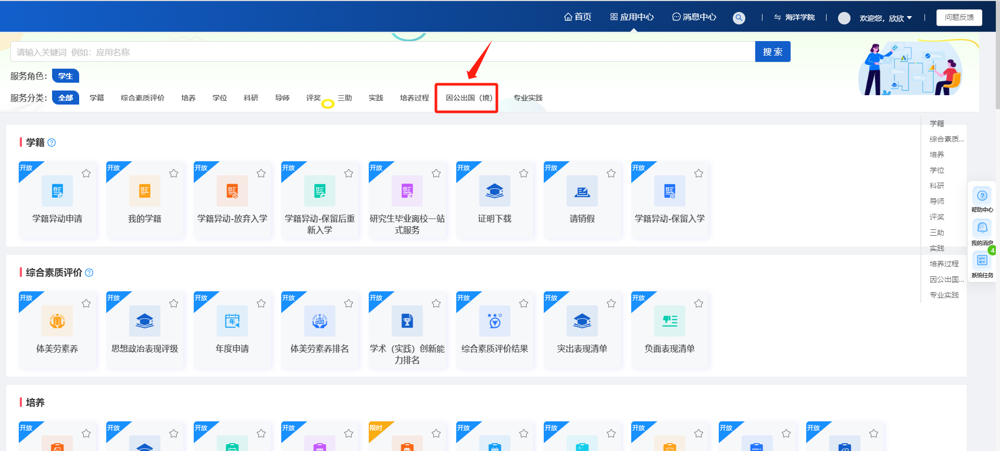 首页 应用中心 消息中心 海洋学院 欢迎您，欣欣 问题反馈
请输入关键词 例如：应用名称 搜 索
服务角色： 学生
服务分类： 全部 学籍 综合素质评价 培养 学位 科研 导师 评奖 三助 实践 培养过程 因公出国（境） 专业实践
学籍
开放 开放 开放 开放 开放 开放 开放 开放
学籍异动申请
我的学籍
学籍异动-放弃入学
学籍异动-保留后重
新入学
研究生毕业离校一站
式服务
证明下载
请销假
学籍异动-保留入学
综合素质评价
开放 开放 开放 开放 开放 开放 开放 开放
体美劳素养
思想政治表现评级
年
年度申请
体美劳素养排名
学术（实践）创新能
力排名
综合素质评价结果
突出表现清单
负面表现清单
培养
开放 开放 开放 开放 限时 开放 开放 开放 开放 开放
学籍
综合素质...
培养
学位
科研
导师
评奖
三助
实践
培养过程
因公出国...
专业实践
帮助中心
我的消息
4
系统任务